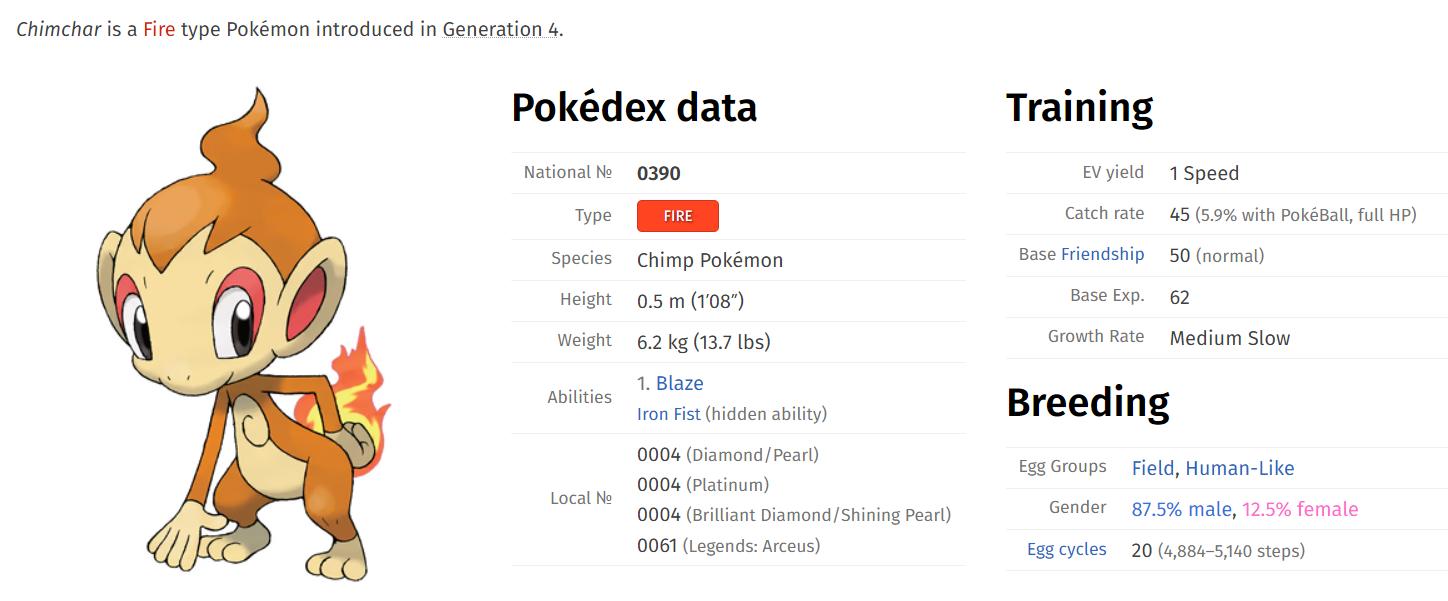 Chimchar is a Fire type Pokémon introduced in Generation 4.
Pokédex data
National № 0390
Type FIRE
Species Chimp Pokémon
Height 0.5 m (1′08″)
Weight 6.2 kg (13.7 lbs)
Abilities 1. Blaze
Iron Fist (hidden ability)
Local № 0004 (Diamond/Pearl)
0004 (Platinum)
0004 (Brilliant Diamond/Shining Pearl)
0061 (Legends: Arceus)
Training
EV yield 1 Speed
Catch rate 45 (5.9% with PokéBall, full HP)
Base Friendship 50 (normal)
Base Exp. 62
Growth Rate Medium Slow
Breeding
Egg Groups Field, Human-Like
Gender 87.5% male, 12.5% female
Egg cycles 20 (4,884–5,140 steps)